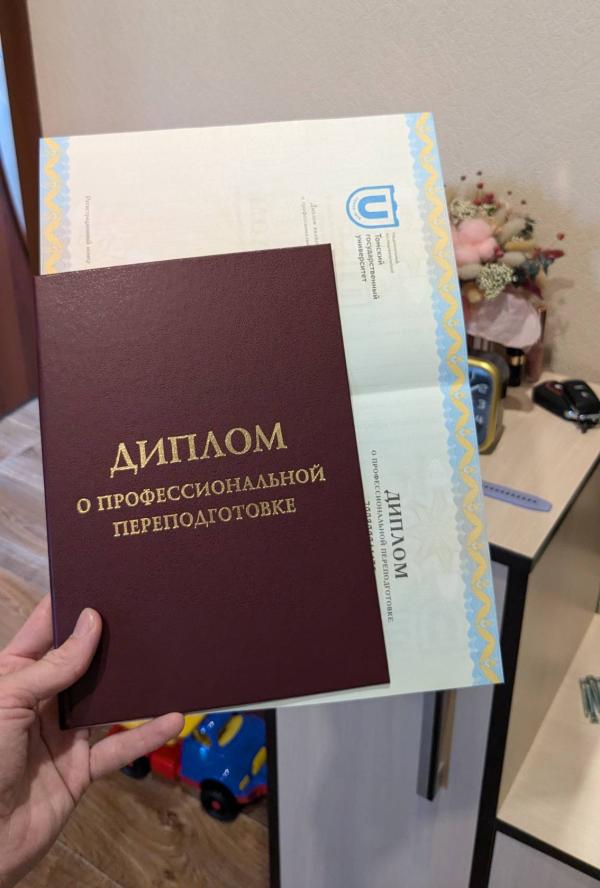 ДИПЛОМ
О ПРОФЕССИОНАЛЬНОЙ
ПЕРЕПОДГОТОВКЕ
Томский
государственный
университет
ДИПЛОМ
О ПРОФЕССИОНАЛЬНОЙ ПЕРЕПОДГОТОВКЕ